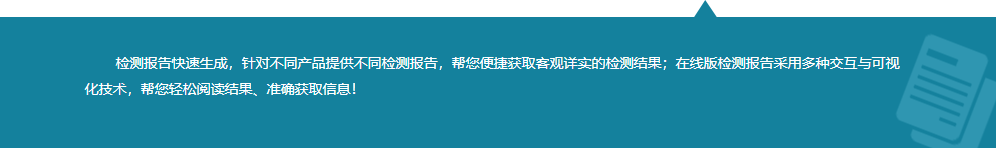 检测报告快速生成，针对不同产品提供不同检测报告，帮您便捷获取客观详实的检测结果；在线版检测报告采用多种交互与可视
化技术，帮您轻松阅读结果、准确获取信息！